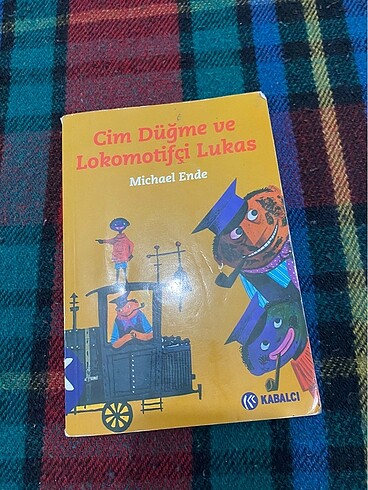 Cim Düğme ve
Lokomotifçi Lukas
Michael Ende
KABALCI